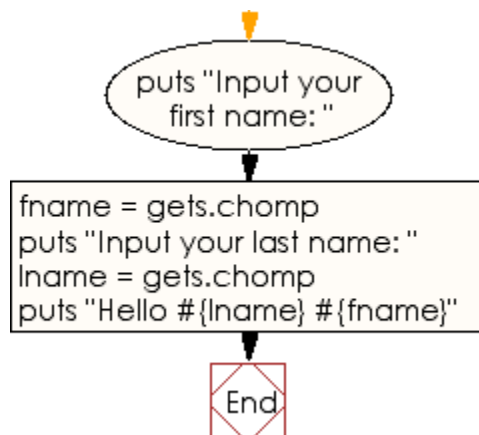 puts "Input your
first name: "
fname = gets.chomp
puts "Input your last name: "
lname = gets.chomp
puts "Hello #{lname} #{fname}"
End